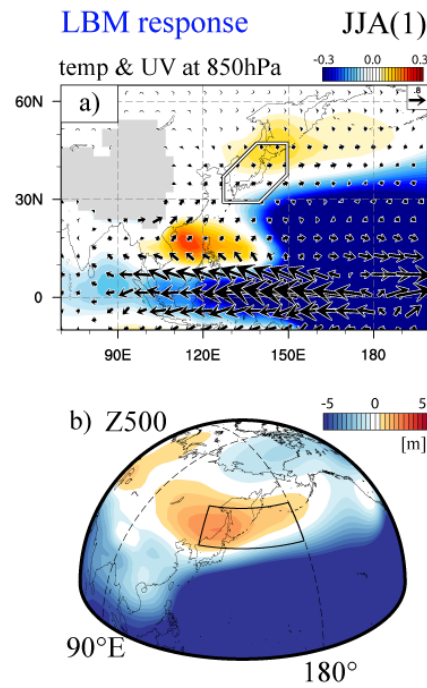 LBM response JJA(1)
temp & UV at 850hPa -0.3 0 0.3
a) .8
60N
30N
0
90E 120E 150E 180
b) Z500 -5 0 5
[m]
90°E
180°